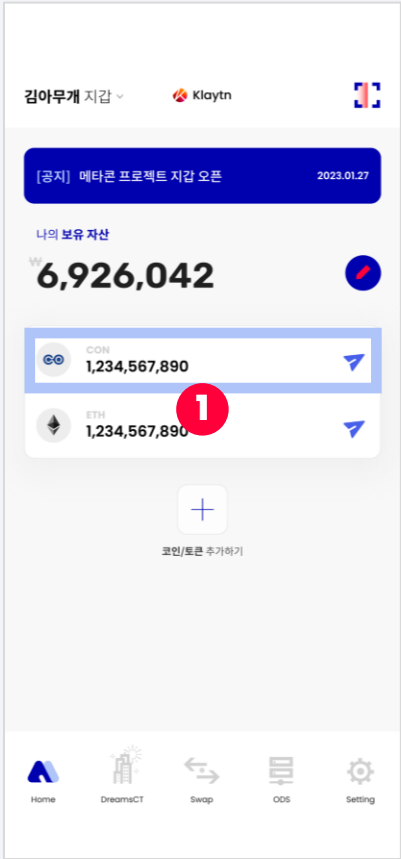 김아무개 지갑
Klaytn
[공지] 메타콘 프로젝트 지갑 오픈 2023.01.27
나의 보유 자산
₩6,926,042
CON
1,234,567,890
1
ETH
1,234,567,890
코인/토큰 추가하기
Home DreamsCT Swap ODS Setting